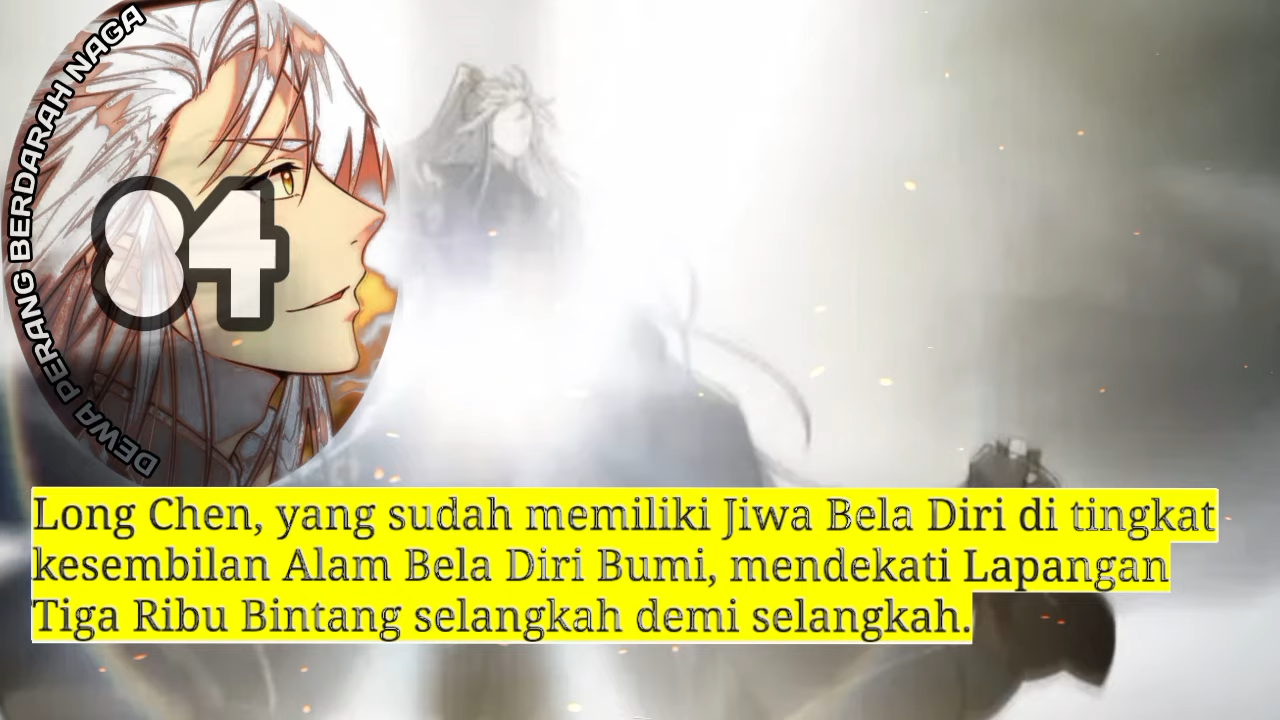 DEWA PERANG BERDARAH NAGA
84
Long Chen, yang sudah memiliki Jiwa Bela Diri di tingkat
kesembilan Alam Bela Diri Bumi, mendekati Lapangan
Tiga Ribu Bintang selangkah demi selangkah.